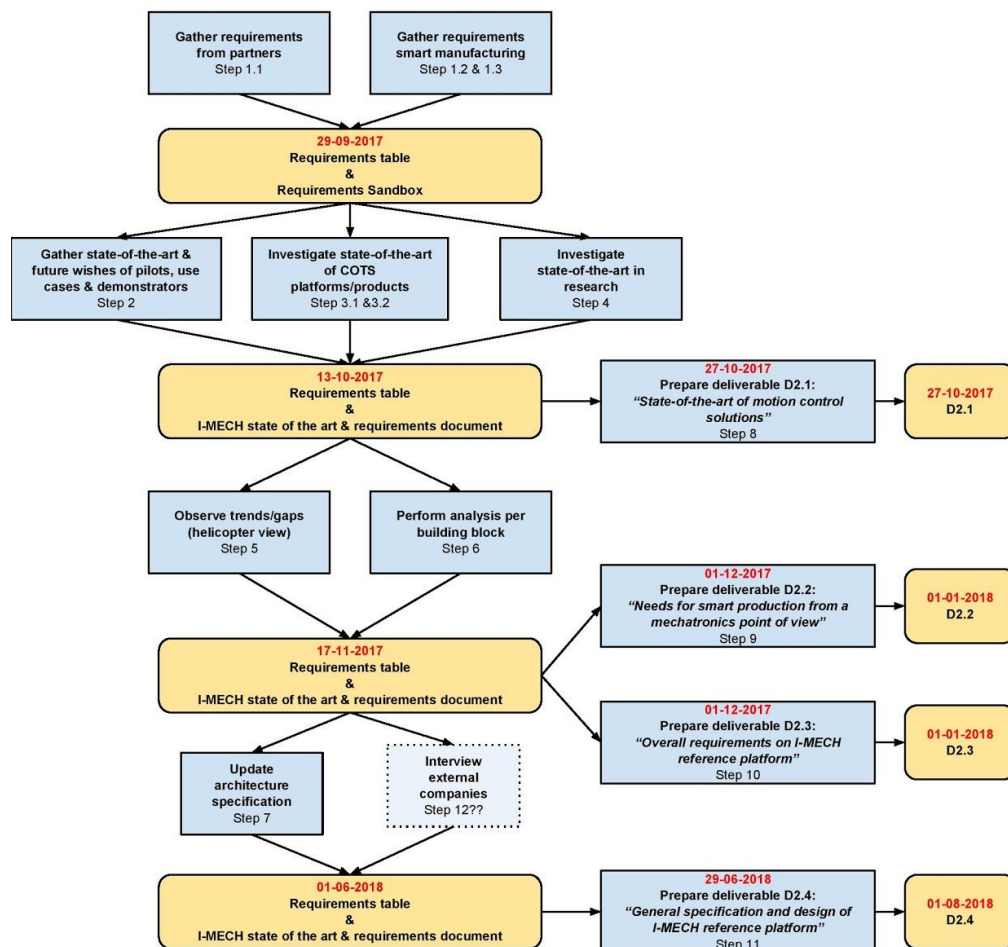 Gather requirements
from partners
Step 1.1
Gather requirements
smart manufacturing
Step 1.2 & 1.3
29-09-2017
Requirements table
&
Requirements Sandbox
Gather state-of-the-art &
future wishes of pilots, use
cases & demonstrators
Step 2
Investigate state-of-the-art
of COTS
platforms/products
Step 3.1 &3.2
Investigate
state-of-the-art in
research
Step 4
13-10-2017
Requirements table
&
I-MECH state of the art & requirements document
27-10-2017
Prepare deliverable D2.1:
“State-of-the-art of motion control
solutions”
Step 8
27-10-2017
D2.1
Observe trends/gaps
(helicopter view)
Step 5
Perform analysis per
building block
Step 6
01-12-2017
Prepare deliverable D2.2:
“Needs for smart production from a
mechatronics point of view”
Step 9
01-01-2018
D2.2
17-11-2017
Requirements table
&
I-MECH state of the art & requirements document
01-12-2017
Prepare deliverable D2.3:
“Overall requirements on I-MECH
reference platform”
Step 10
01-01-2018
D2.3
Update
architecture
specification
Step 7
Interview
external
companies
Step 12??
01-06-2018
Requirements table
&
I-MECH state of the art & requirements document
29-06-2018
Prepare deliverable D2.4:
“General specification and design of
I-MECH reference platform”
Step 11
01-08-2018
D2.4